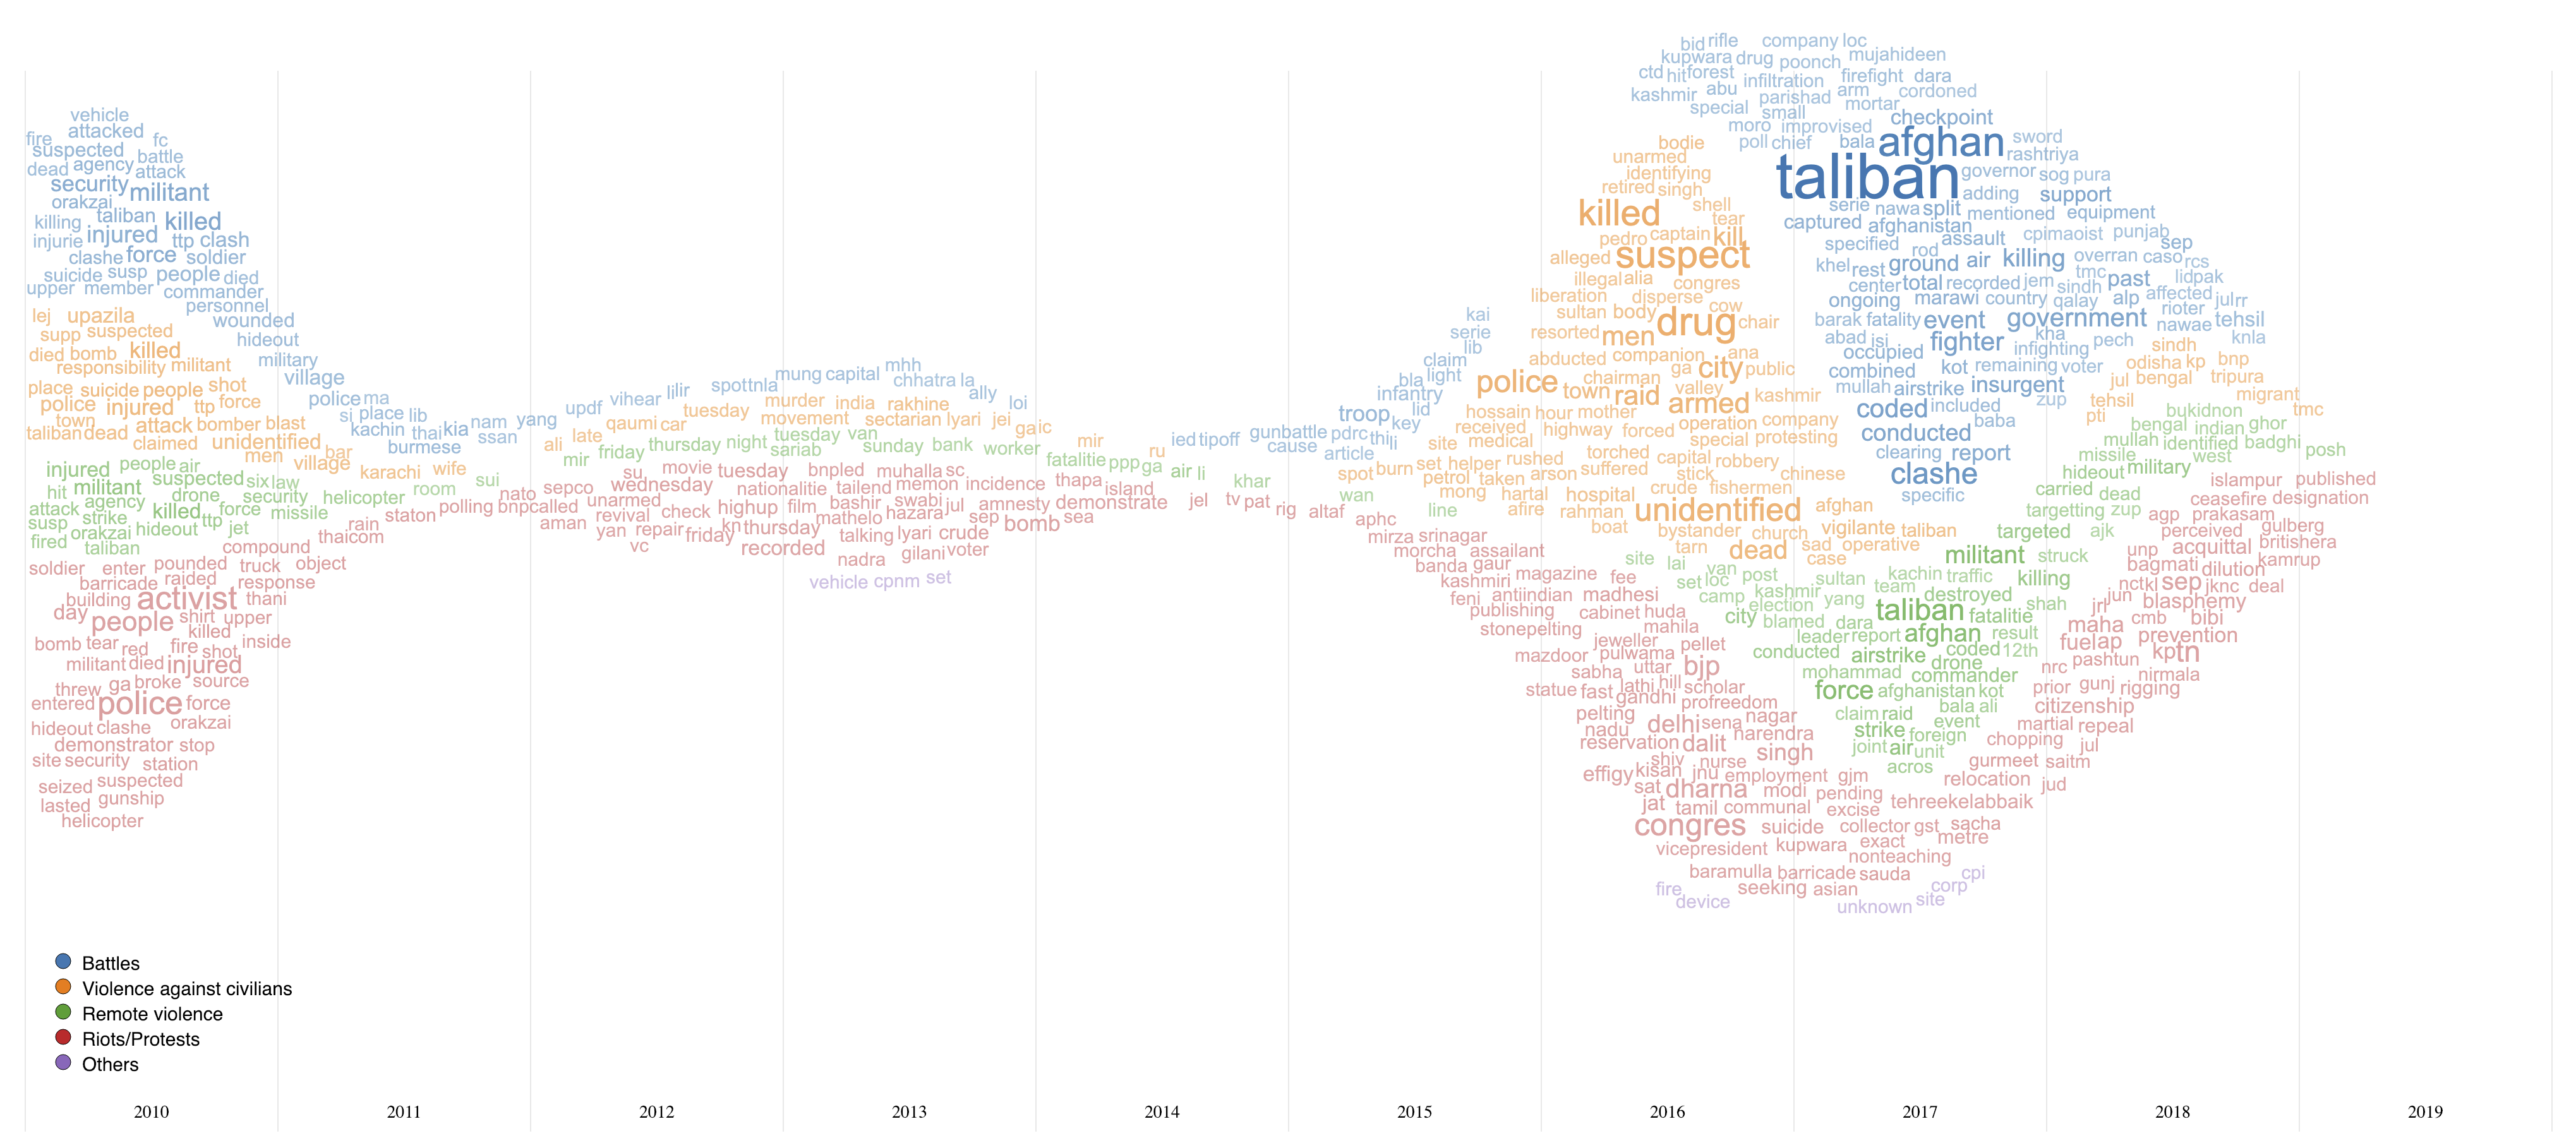 bid rifle company loc
kupwara drug poonch mujahideen
ctd hit forest infiltration firefight dara
kashmir abu parishad arm cordoned
special small mortar
vehicle moro improvised checkpoint
fire attacked fc bodie poll chief bala afghan sword
suspected battle unarmed rashtriya
dead agency attack identifying taliban governor sog pura
security militant retired singh adding support
orakzai killed shell serie nawa split mentioned equipment
killing taliban killed tear captured afghanistan
injurie injured ttp clash pedro captain kill specified assault cpimaoist punjab sep
clashe force soldier alleged suspect rod
suicide susp people died illegal alia congres khel rest ground air killing overran caso rcs
upper member commander center total recorded jem tmc sindh past lidpak
personnel liberation disperse cow ongoing marawi country qalay alp affected julrr
lej upazila wounded kai sultan body drug chair barak fatality event government rioter tehsil
supp suspected hideout serie resorted men abad isi fighter kha nawae knla
died bomb killed military lib abducted companion ana occupied infighting pech sindh
responsibility militant claim ga city public combined kot remaining voter odisha kp bnp
village mung capital mhh bla light police chairman valley mullah airstrike insurgent jul bengal tripura
place suicide people shot spottnla chhatra la infantry town raid armed kashmir zup tehsil migrant
police injured ttp force police ma updf vihear lilir murder india rakhine ally loi troop lid hossain hour mother coded included pti tmc
town attack bomber blast si place lib nam yang qaumi car tuesday movement sectarian lyari jei gaic key received highway forced operation company baba bukidnon
taliban dead claimed unidentified kachin thai kia ssan late ied tipoff gunbattle pdrc thil li special protesting conducted bengal indian ghor
men village bar burmese ali friday thursday night tuesday van sunday bank worker mir cause article site medical clearing report mullah identified badghi posh
injured people air karachi wife mir sariab fatalitie ppp ga ru torched capital robbery missile west
militant suspected six law sui su movie tuesday bnpled muhalla sc air li spot burn set helper rushed suffered stick chinese clashe hideout military islampur published
hit drone security helicopter room sepco wednesday nationalitie tailend memon incidence thapa island khar petrol taken arson crude fishermen specific carried dead ceasefire designation
attack agency killed force missile nato unarmed check highup film bashir swabi jul amnesty demonstrate jel tv pat wan mong hartal hospital unidentified afghan targetting zup agp prakasam
susp strike ttp jet staton polling bnpcalled revival kn thursday mathelo hazara sep bomb sea rig altaf line afire rahman targeted ajk perceived gulberg
orakzai hideout rain aman yan repair friday talking lyari crude aphc boat bystander church vigilante taliban britishera
fired taliban compound thaicom vc recorded gilani voter mirza srinagar tarn dead sad operative militant struck unp acquittal
soldier enter pounded truck object nadra morcha assailant site lai case bagmati kamrup
barricade raided response vehicle cpnm set banda gaur magazine fee van post sultan kachin traffic killing dilution
building activist thani kashmiri antiindian madhesi set loc kashmir team destroyed nctkl sep jknc deal
day people shirt upper feni publishing cabinet huda camp election yang taliban fatalitie shah jrl jun blasphemy
killed stonepelting mahila city blamed dara cmb bibi
bomb tear red fire shot inside jeweller pellet leader report afghan result maha
militant died injured mazdoor pulwama bjp conducted airstrike coded 12th fuelap prevention
threw ga broke source sabha uttar mohammad drone nrc pashtun kptn
entered police force statue fast lathi hill scholar force commander prior gunj nirmala rigging
hideout clashe orakzai gandhi profreedom afghanistan kot citizenship
demonstrator stop pelting delhi sena nagar claim raid bala ali martial repeal
site security station nadu narendra strike event foreign chopping jul
seized suspected reservation dalit singh joint air unit gurmeet saitm
lasted gunship shiv nurse acros relocation jud
helicopter effigy kisan jnu employment gjm
sat dharna modi pending tehreekelabbaik
jat tamil communal excise
congres suicide collector gst sacha
vicepresident kupwara exact metre
nonteaching
baramulla barricade sauda cpi
fire seeking asian corp
device unknown site
Battles
Violence against civilians
Remote violence
Riots/Protests
Others
2010 2011 2012 2013 2014 2015 2016 2017 2018 2019